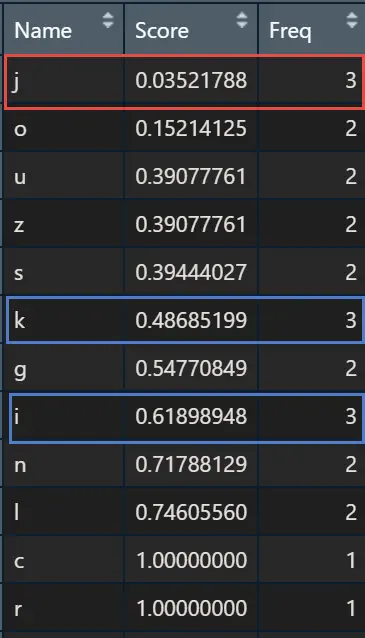 Name Score Freq
j 0.03521788 3
o 0.15214125 2
u 0.39077761 2
z 0.39077761 2
s 0.39444027 2
k 0.48685199 3
g 0.54770849 2
i 0.61898948 3
n 0.71788129 2
l 0.74605560 2
c 1.00000000 1
r 1.00000000 1